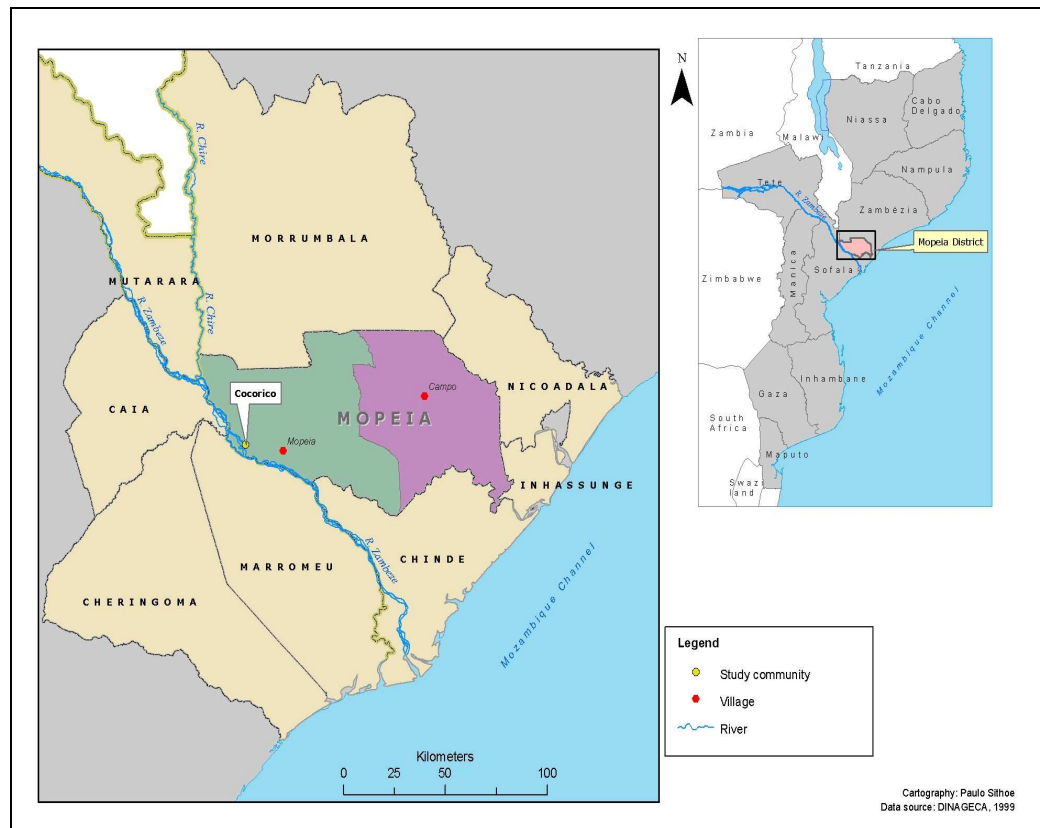 R. Chire
MORRUMBALA
MUTARARA
R. Zambeze
R. Chire
Cocorico
CAIA
Campo
NICOADALA
MOPEIA
Mopeia
INHASSUNGE
CHINDE
MARROMEU
R. Zambeze
CHERINGOMA
Mozambique Channel
Kilometers
0 25 50 100
N
Tanzania
Cabo
Delgado
Niassa
Zambia
Malawi
Nampula
Tete
R. Zambeze
Zambézia
Mopeia District
Sofala
Manica
Zimbabwe
Mozambique Channel
Inhambane
Gaza
South
Africa
Maputo
Swazi
land
Legend
Study community
Village
River
Cartography: Paulo Sithoe
Data source: DINAGECA, 1999